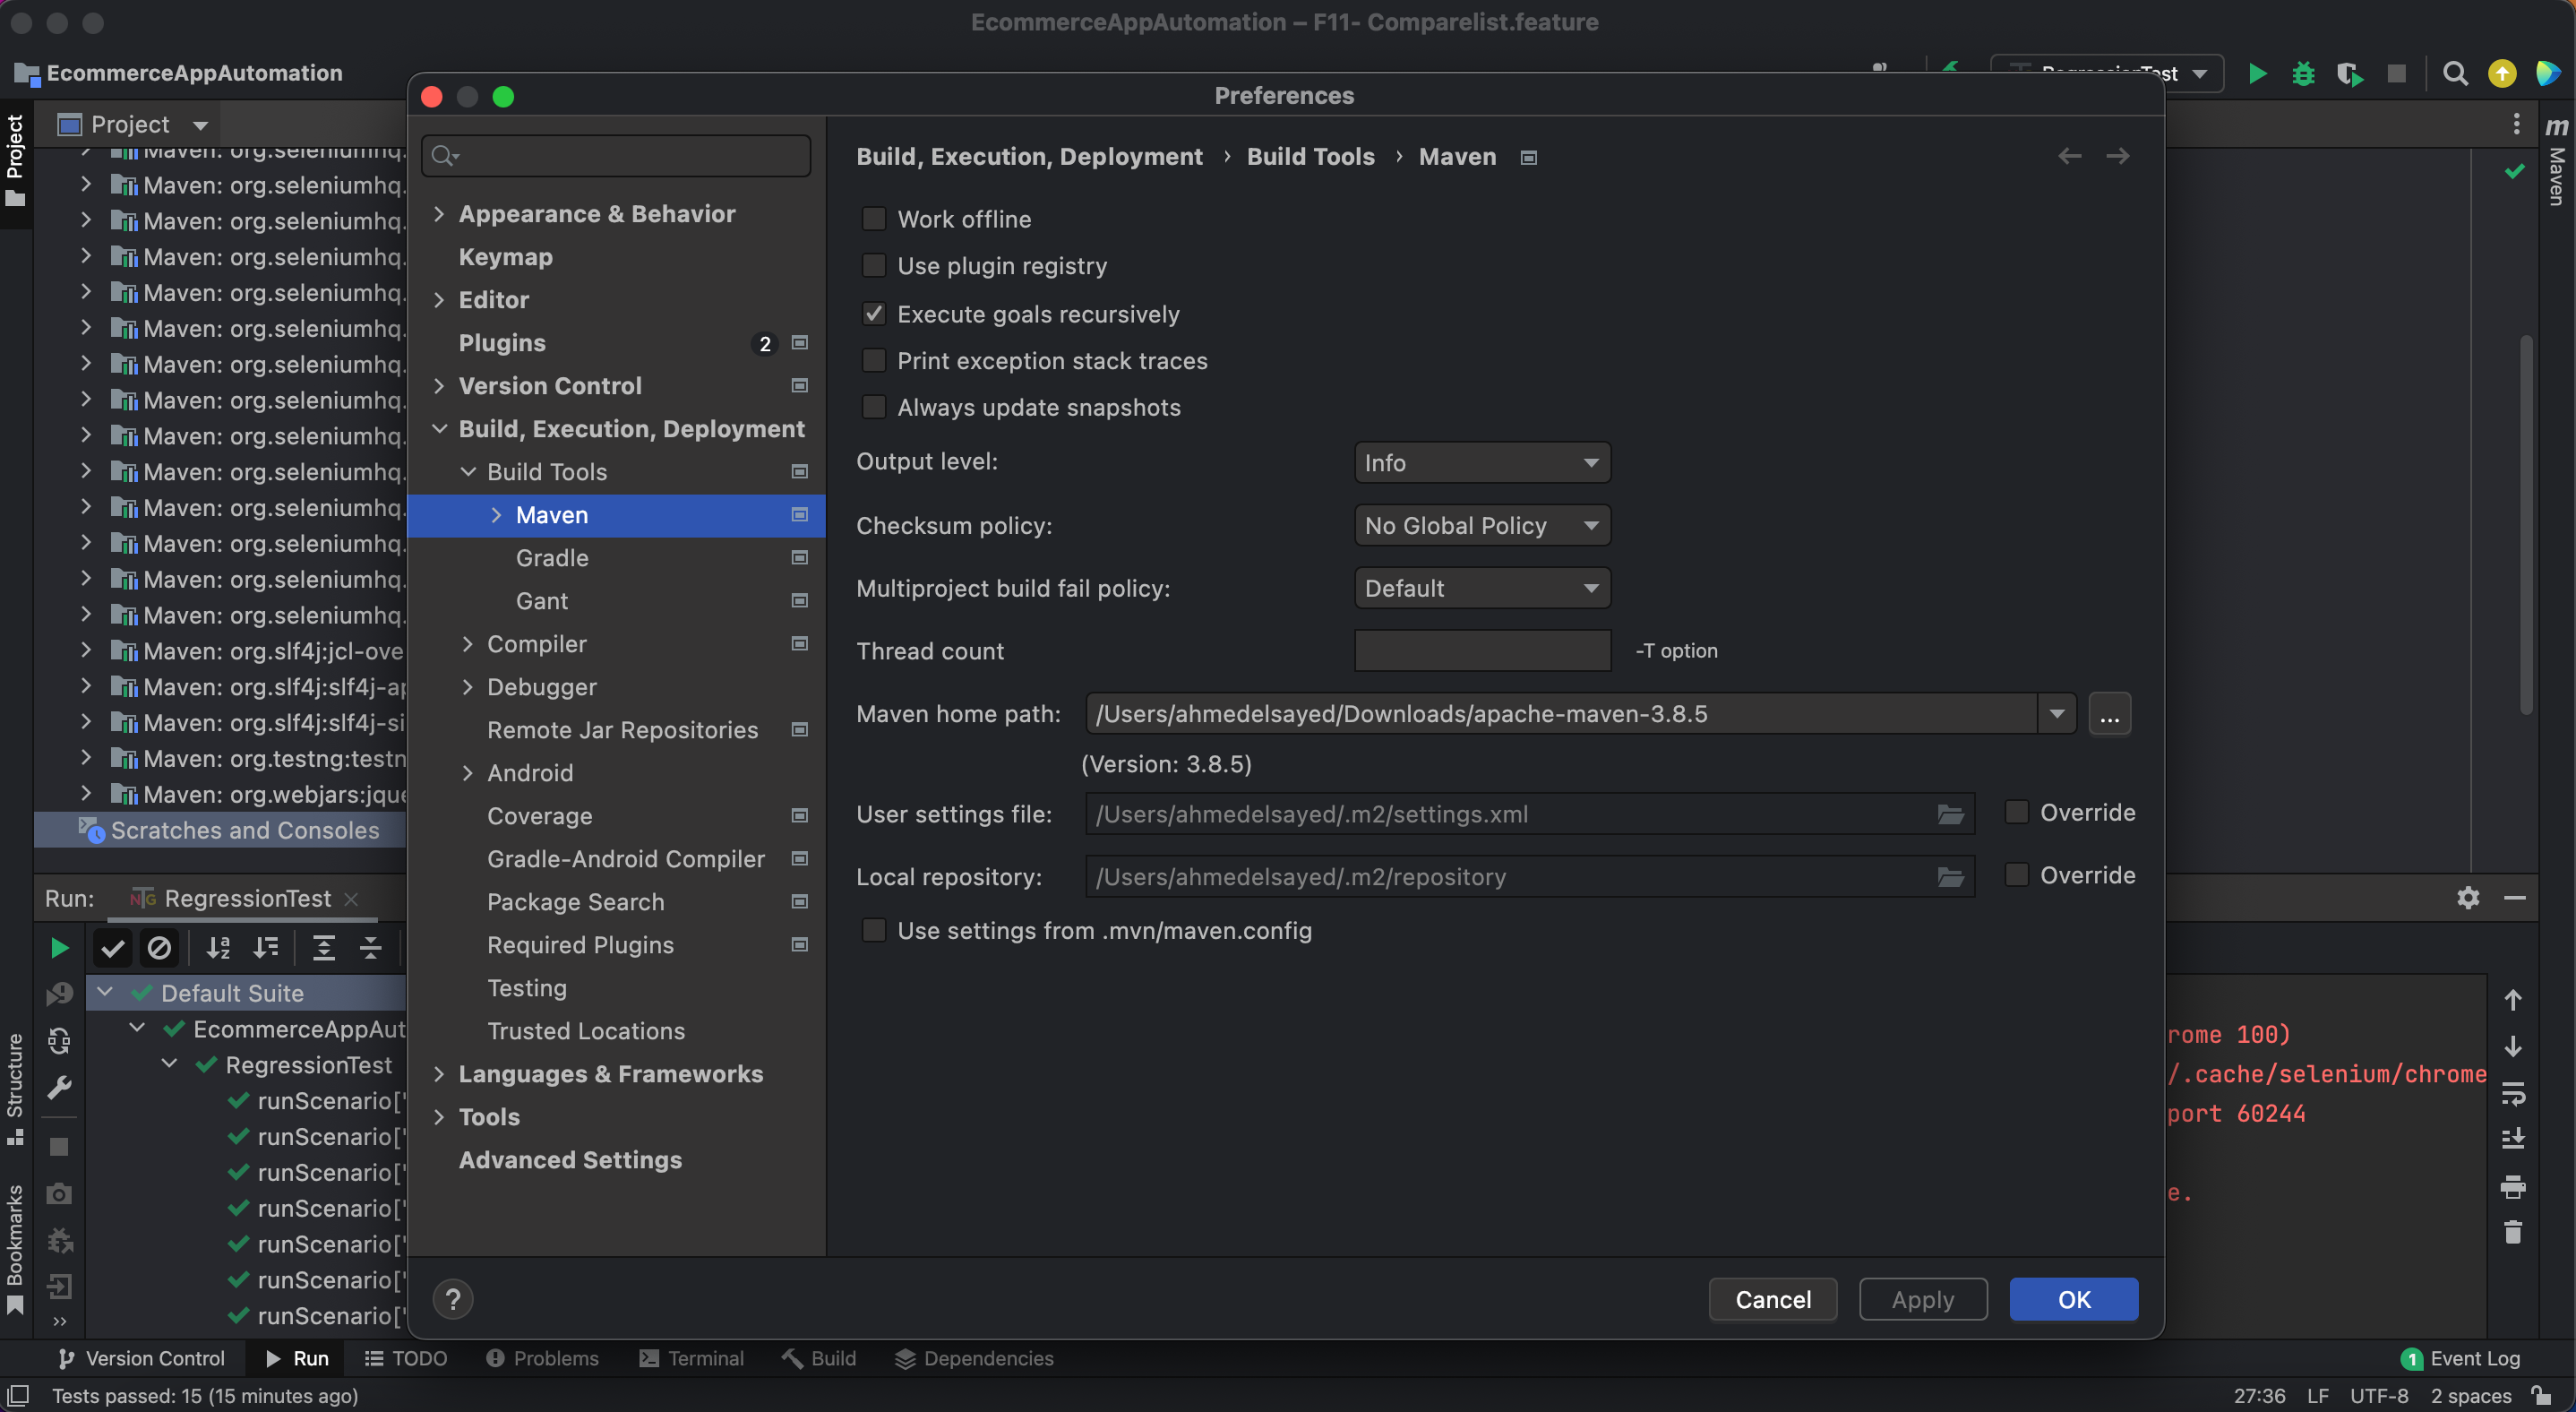 EcommerceAppAutomation – F11- Comparelist.feature
EcommerceAppAutomation
Project
Project
Maven: org.seleniumhq.
Maven: org.seleniumhq.
Maven: org.seleniumhq.
Maven: org.seleniumhq.
Maven: org.seleniumhq.
Maven: org.seleniumhq.
Maven: org.seleniumhq.
Maven: org.seleniumhq.
Maven: org.seleniumhq.
Maven: org.seleniumhq.
Maven: org.seleniumhq.
Maven: org.seleniumhq.
Maven: org.seleniumhq.
Maven: org.seleniumhq.
Maven: org.slf4j:jcl-ove
Maven: org.slf4j:slf4j-ap
Maven: org.slf4j:slf4j-si
Maven: org.testng:testn
Maven: org.webjars:jque
Scratches and Consoles
Preferences
Appearance & Behavior
Keymap
Editor
Plugins 2
Version Control
Build, Execution, Deployment
Build Tools
Maven
Gradle
Gant
Compiler
Debugger
Remote Jar Repositories
Android
Coverage
Gradle-Android Compiler
Package Search
Required Plugins
Testing
Trusted Locations
Languages & Frameworks
Tools
Advanced Settings
Build, Execution, Deployment › Build Tools › Maven
Work offline
Use plugin registry
Execute goals recursively
Print exception stack traces
Always update snapshots
Output level: Info
Checksum policy: No Global Policy
Multiproject build fail policy: Default
Thread count -T option
Maven home path: /Users/ahmedelsayed/Downloads/apache-maven-3.8.5 ...
(Version: 3.8.5)
User settings file: /Users/ahmedelsayed/.m2/settings.xml Override
Local repository: /Users/ahmedelsayed/.m2/repository Override
Use settings from .mvn/maven.config
? Cancel Apply OK
m Maven
Run: RegressionTest
Default Suite
EcommerceAppAut
RegressionTest
runScenario["
runScenario["
runScenario["
runScenario["
runScenario["
runScenario["
runScenario["
rome 100)
/.cache/selenium/chrome
port 60244
e.
Structure
Bookmarks
Version Control Run TODO Problems Terminal Build Dependencies 1 Event Log
Tests passed: 15 (15 minutes ago) 27:36 LF UTF-8 2 spaces